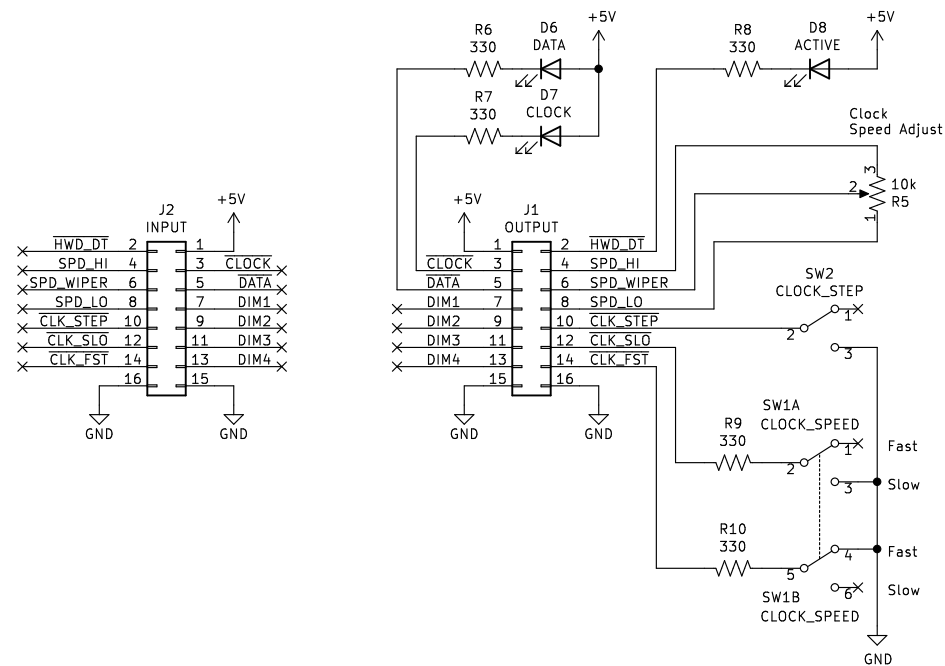 +5V
R6
330
D6
DATA
R7
330
D7
CLOCK
R8
330
D8
ACTIVE
+5V
Clock
Speed Adjust
3
2
1
10k
R5
J2
INPUT
+5V
HWD_DT 2 1
SPD_HI 4 3 CLOCK
SPD_WIPER 6 5 DATA
SPD_LO 8 7 DIM1
CLK_STEP 10 9 DIM2
CLK_SLO 12 11 DIM3
CLK_FST 14 13 DIM4
16 15
GND
GND
+5V
J1
OUTPUT
1 2 HWD_DT
CLOCK 3 4 SPD_HI
DATA 5 6 SPD_WIPER
DIM1 7 8 SPD_LO
DIM2 9 10 CLK_STEP
DIM3 11 12 CLK_SLO
DIM4 13 14 CLK_FST
15 16
GND
GND
SW2
CLOCK_STEP
1
2
3
SW1A
CLOCK_SPEED
R9
330
1
Fast
2
3
Slow
R10
330
4
Fast
5
6
Slow
SW1B
CLOCK_SPEED
GND